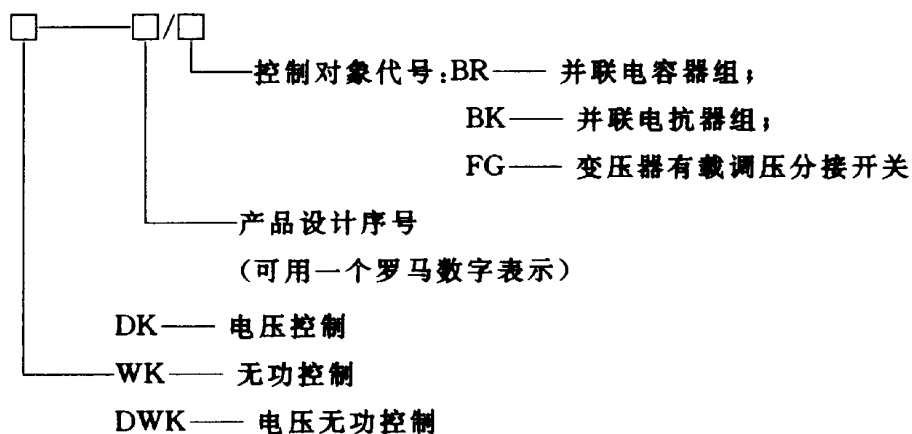 □——□/□
控制对象代号:BR—— 并联电容器组;
BK—— 并联电抗器组;
FG—— 变压器有载调压分接开关
产品设计序号
(可用一个罗马数字表示)
DK—— 电压控制
WK—— 无功控制
DWK—— 电压无功控制